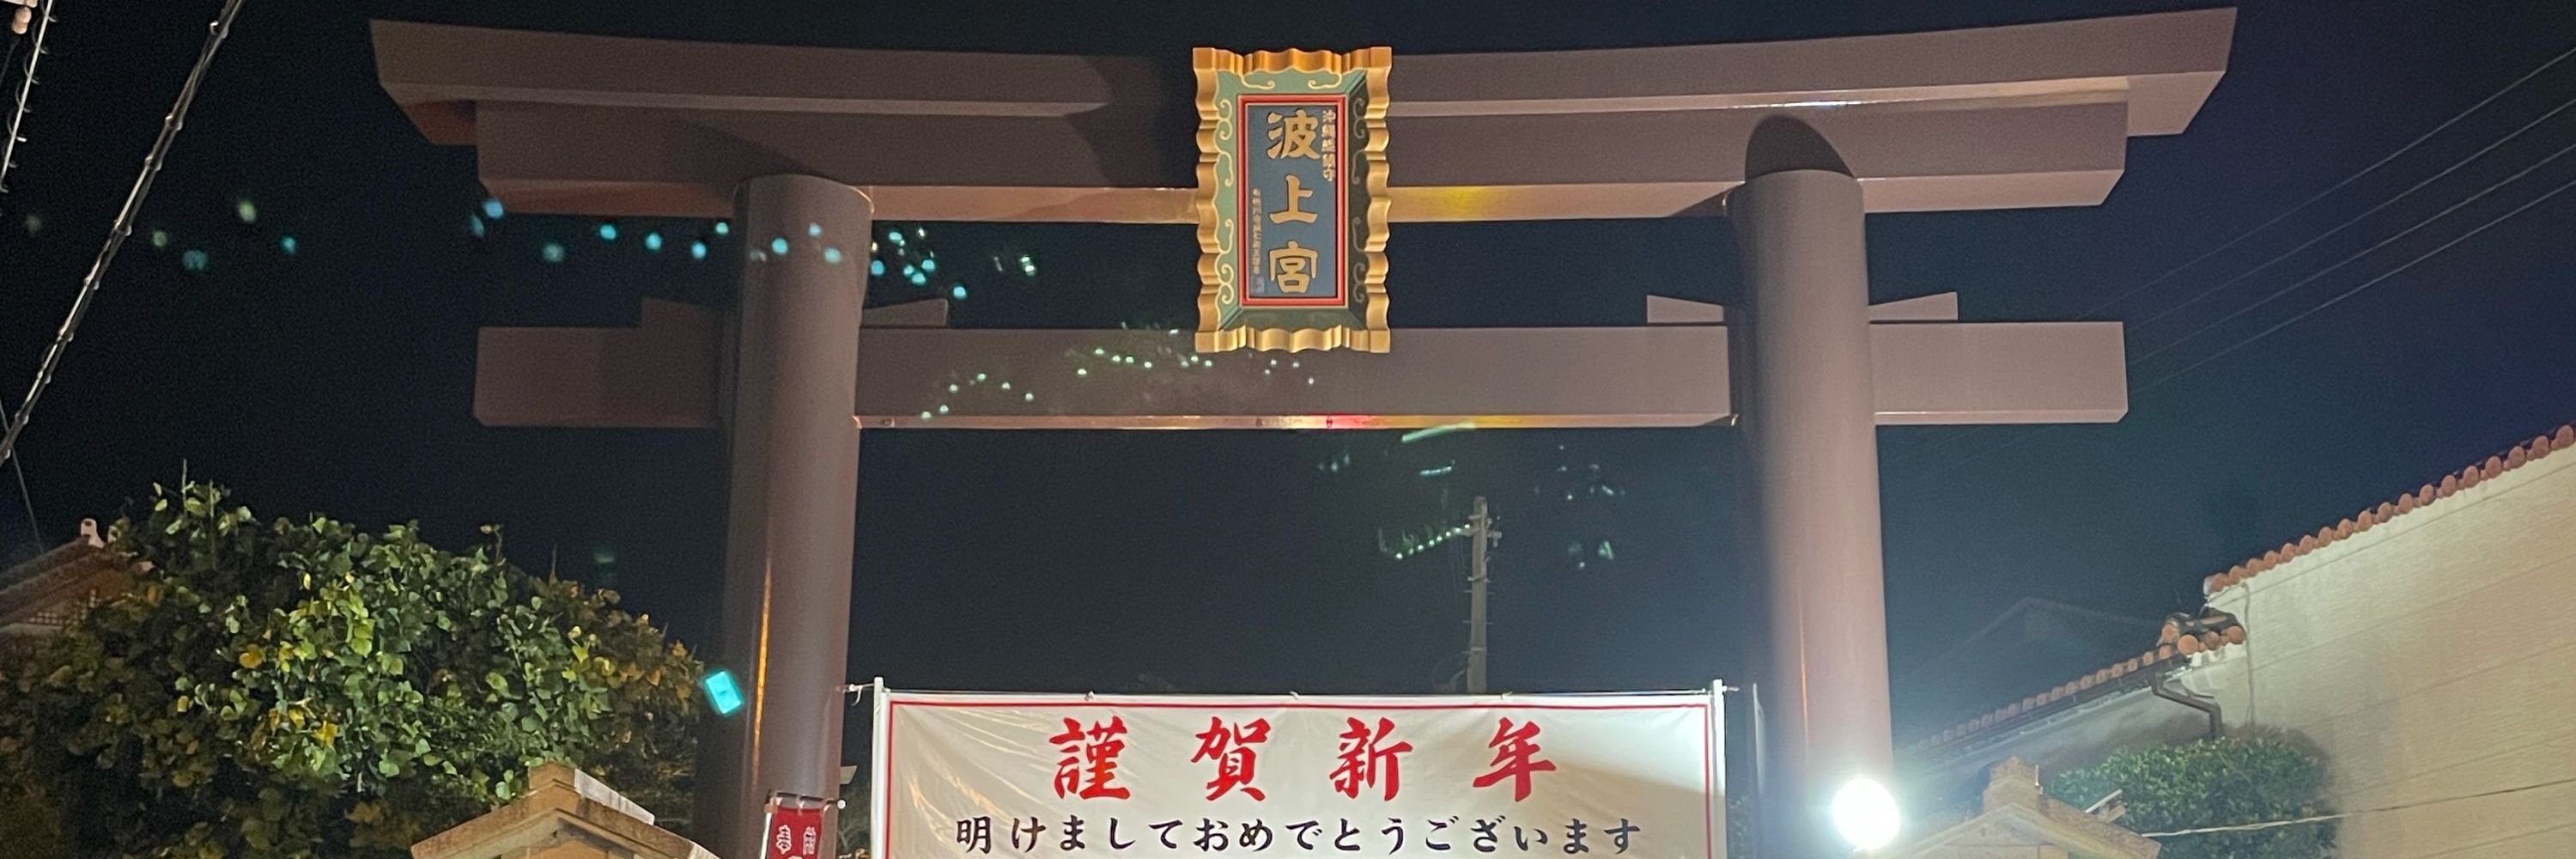 沖縄総鎮守
波上宮
謹賀新年
明けましておめでとうございます
奉